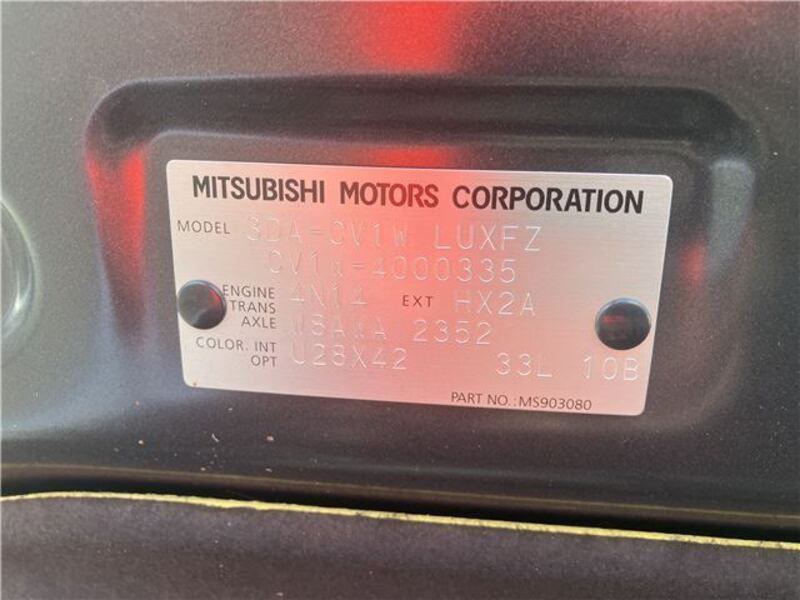 MITSUBISHI MOTORS CORPORATION
MODEL 3DA-CV1W LUXFZ
CV1W-4000335
ENGINE 4N14 EXT HX2A
TRANS AXLE W8AWA 2352
COLOR. INT OPT U28X42 33L 10B
PART NO.: MS903080